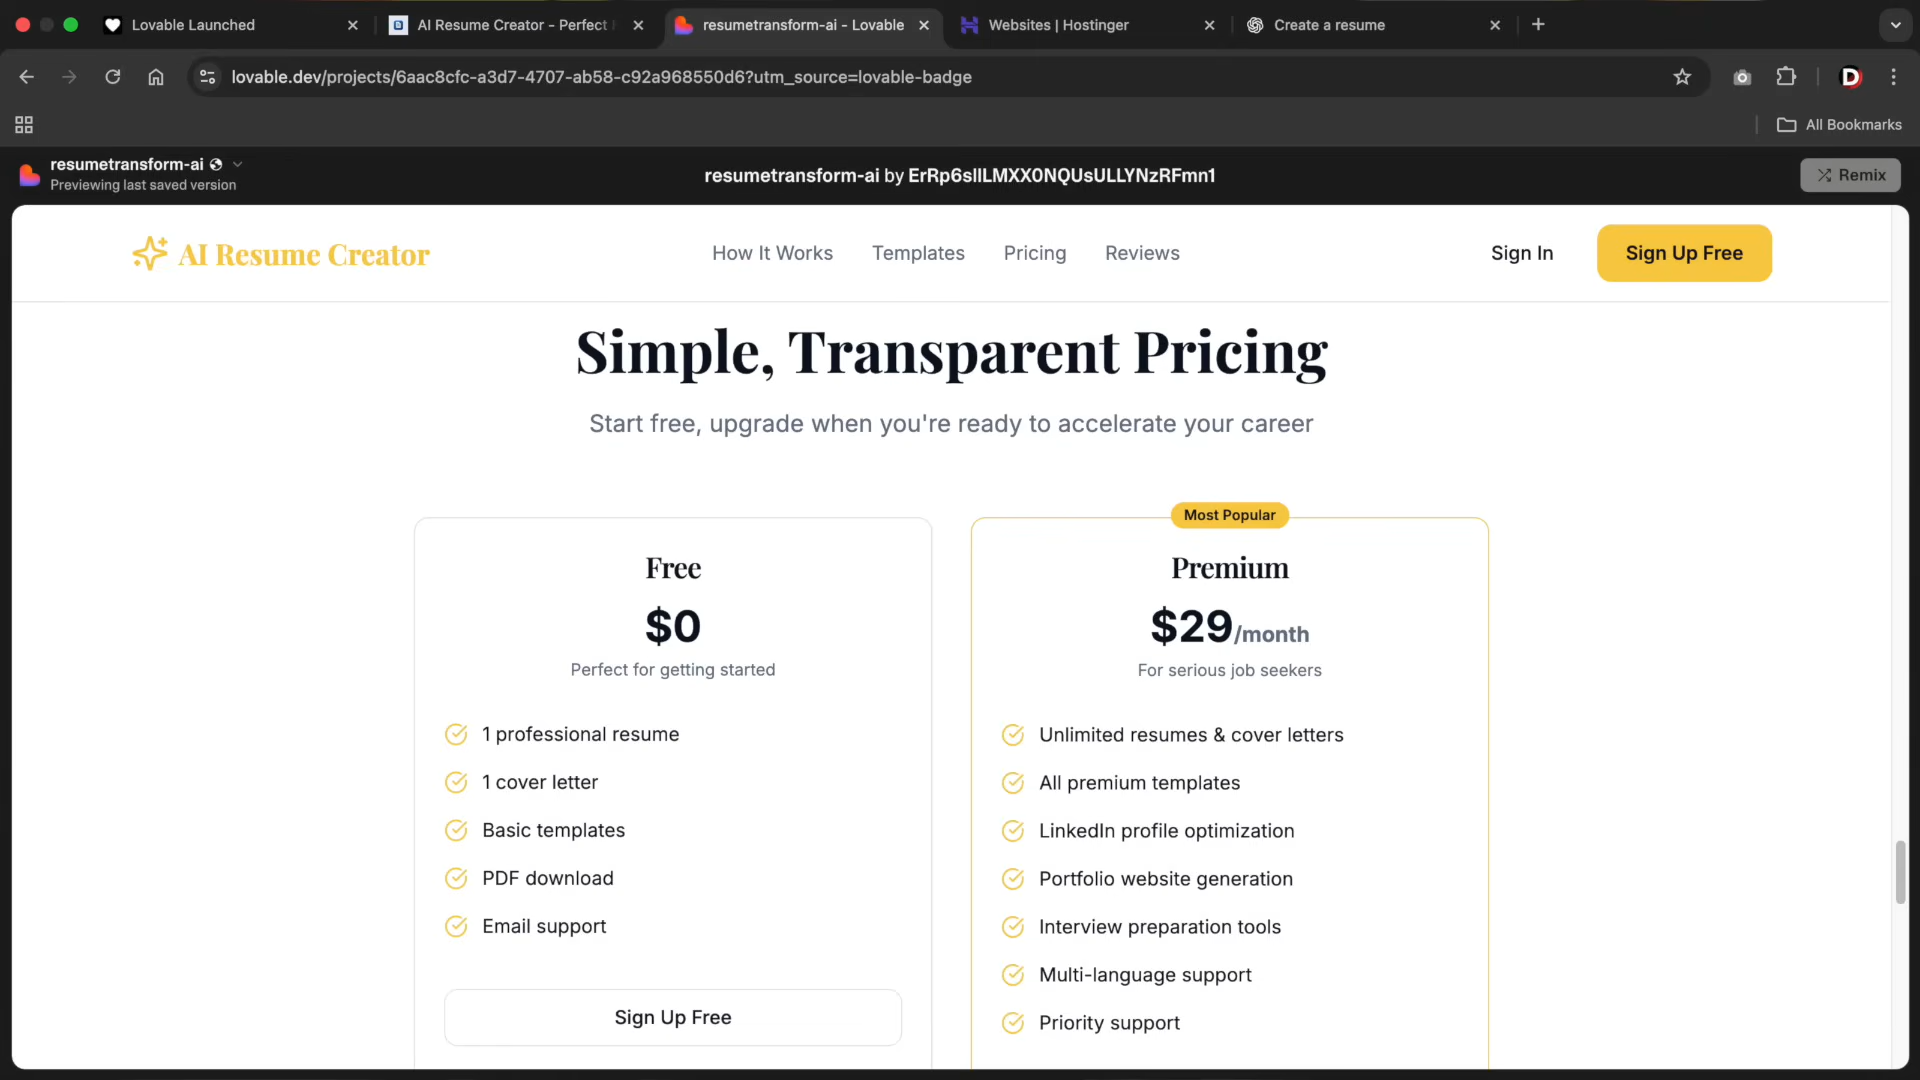 Lovable Launched
AI Resume Creator - Perfect
resumetransform-ai - Lovable
Websites | Hostinger
Create a resume
lovable.dev/projects/6aac8cfc-a3d7-4707-ab58-c92a968550d6?utm_source=lovable-badge
All Bookmarks
resumetransform-ai
Previewing last saved version
resumetransform-ai by ErRp6sIlLMXX0NQUsULLYNzRFmn1
Remix
AI Resume Creator
How It Works
Templates
Pricing
Reviews
Sign In
Sign Up Free
Simple, Transparent Pricing
Start free, upgrade when you're ready to accelerate your career
Free
$0
Perfect for getting started
1 professional resume
1 cover letter
Basic templates
PDF download
Email support
Sign Up Free
Most Popular
Premium
$29/month
For serious job seekers
Unlimited resumes & cover letters
All premium templates
LinkedIn profile optimization
Portfolio website generation
Interview preparation tools
Multi-language support
Priority support